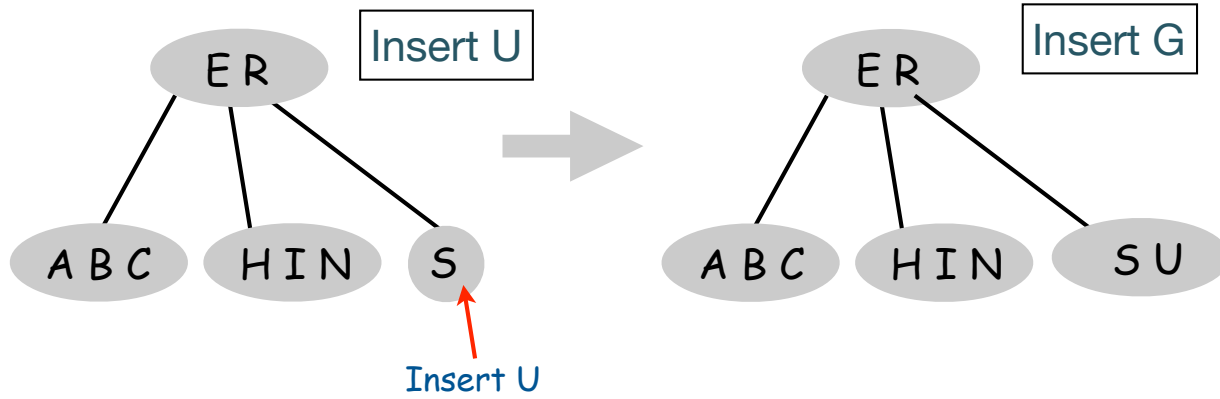 Insert U
E R
A B C
H I N
S
Insert U
Insert G
E R
A B C
H I N
S U